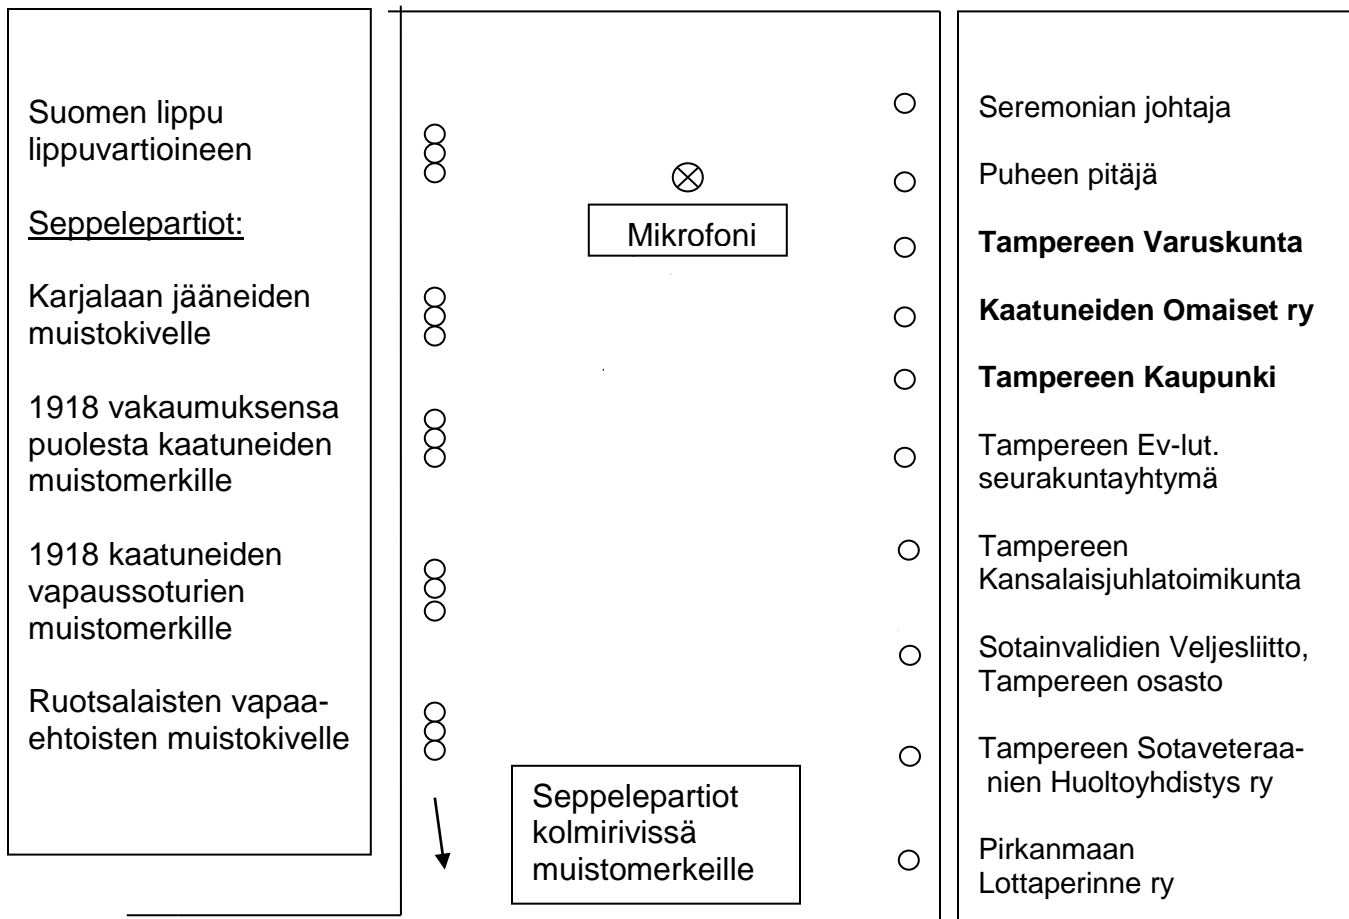 Suomen lippu
lippuvartioineen
Seppelepartiot:
Karjalaan jääneiden
muistokivelle
1918 vakaumuksensa
puolesta kaatuneiden
muistomerkille
1918 kaatuneiden
vapaussoturien
muistomerkille
Ruotsalaisten vapaa-
ehtoisten muistokivelle
Mikrofoni
Seppelepartiot
kolmirivissä
muistomerkeille
Seremonian johtaja
Puheen pitäjä
Tampereen Varuskunta
Kaatuneiden Omaiset ry
Tampereen Kaupunki
Tampereen Ev-lut.
seurakuntayhtymä
Tampereen
Kansalaisjuhlatoimikunta
Sotainvalidien Veljesliitto,
Tampereen osasto
Tampereen Sotaveteraa-
nien Huoltoyhdistys ry
Pirkanmaan
Lottaperinne ry